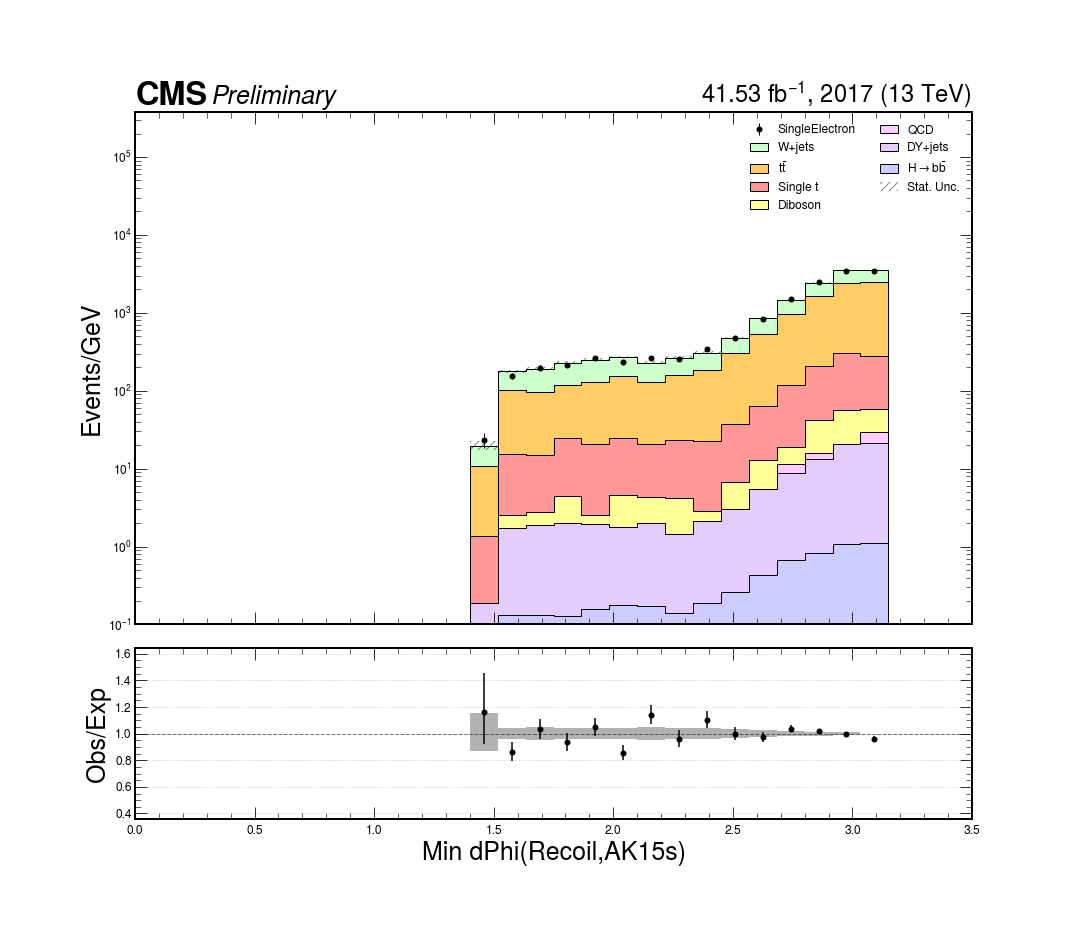 CMS Preliminary
41.53 fb⁻¹, 2017 (13 TeV)
SingleElectron
W+jets
tt̄
Single t
Diboson
QCD
DY+jets
H→bb̄
Stat. Unc.
Events/GeV
10⁵
10⁴
10³
10²
10¹
10⁰
10⁻¹
Obs/Exp
1.6
1.4
1.2
1.0
0.8
0.6
0.4
0.0 0.5 1.0 1.5 2.0 2.5 3.0 3.5
Min dPhi(Recoil,AK15s)